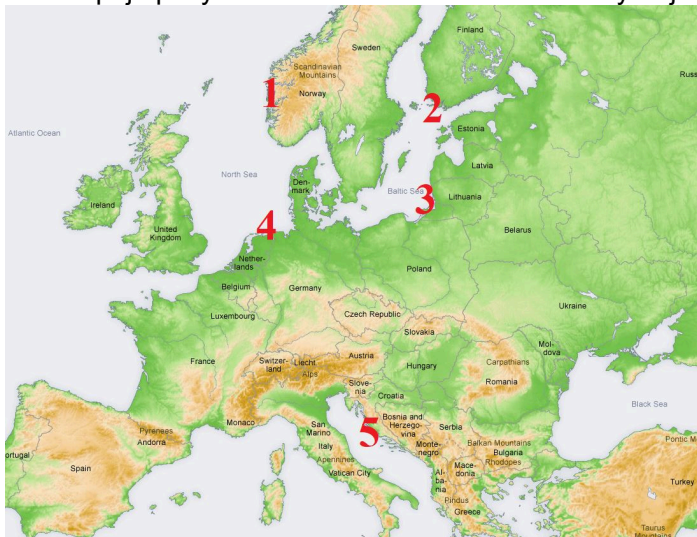 Sweden
Finland
Scandinavian
Mountains
Russ
1
Norway
2
Atlantic Ocean
Estonia
North Sea
Latvia
Den-
mark
Baltic Sea
3
Lithuania
Ireland
4
United
Kingdom
Belarus
Nether-
lands
Poland
Belgium
Germany
Ukraine
Luxembourg
Czech Republic
Slovakia
Mol-
dova
France
Switzer-
land
Liecht
Alps
Austria
Hungary
Carpathians
Romania
Slove-
nia
Croatia
Black Sea
Pyrenees
Andorra
Monaco
San
Marino
5
Bosnia and
Herzego-
vina
Serbia
Italy
Monte-
negro
Balkan Mountains
Bulgaria
Rhodopes
Pontic M
ortugal
Spain
Apennines
Vatican City
Al-
ba-
nia
Mace-
donia
Turkey
Pindus
Greece
Taurus
Mountains